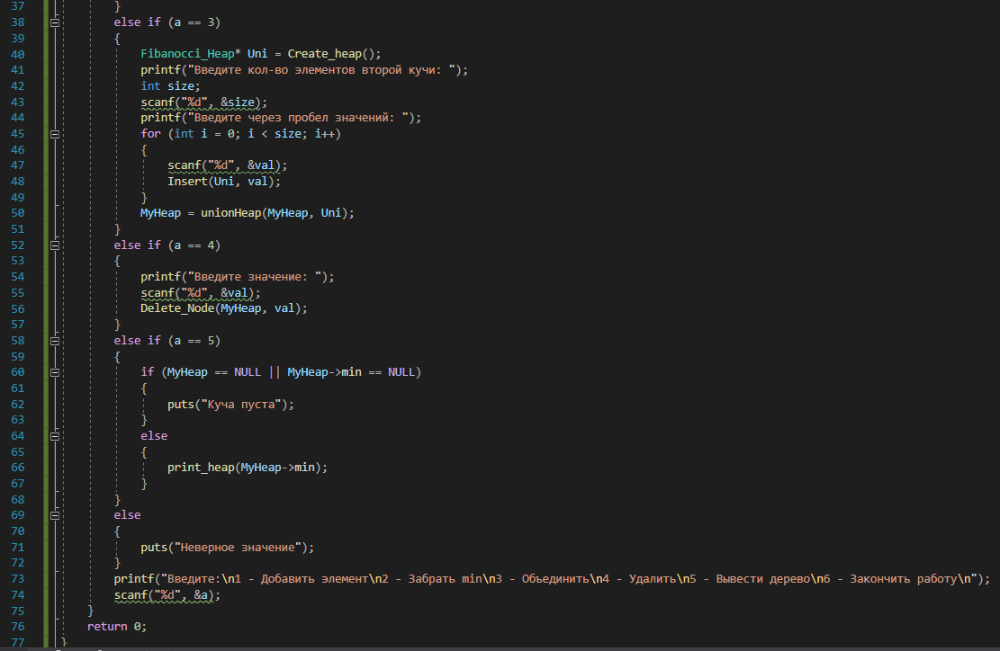 37 }
38 else if (a == 3)
39 {
40 Fibanocci_Heap* Uni = Create_heap();
41 printf("Введите кол-во элементов второй кучи: ");
42 int size;
43 scanf("%d", &size);
44 printf("Введите через пробел значений: ");
45 for (int i = 0; i < size; i++)
46 {
47 scanf("%d", &val);
48 Insert(Uni, val);
49 }
50 MyHeap = unionHeap(MyHeap, Uni);
51 }
52 else if (a == 4)
53 {
54 printf("Введите значение: ");
55 scanf("%d", &val);
56 Delete_Node(MyHeap, val);
57 }
58 else if (a == 5)
59 {
60 if (MyHeap == NULL || MyHeap->min == NULL)
61 {
62 puts("Куча пуста");
63 }
64 else
65 {
66 print_heap(MyHeap->min);
67 }
68 }
69 else
70 {
71 puts("Неверное значение");
72 }
73 printf("Введите:\n1 - Добавить элемент\n2 - Забрать min\n3 - Объединить\n4 - Удалить\n5 - Вывести дерево\n6 - Закончить работу\n");
74 scanf("%d", &a);
75 }
76 return 0;
77 }